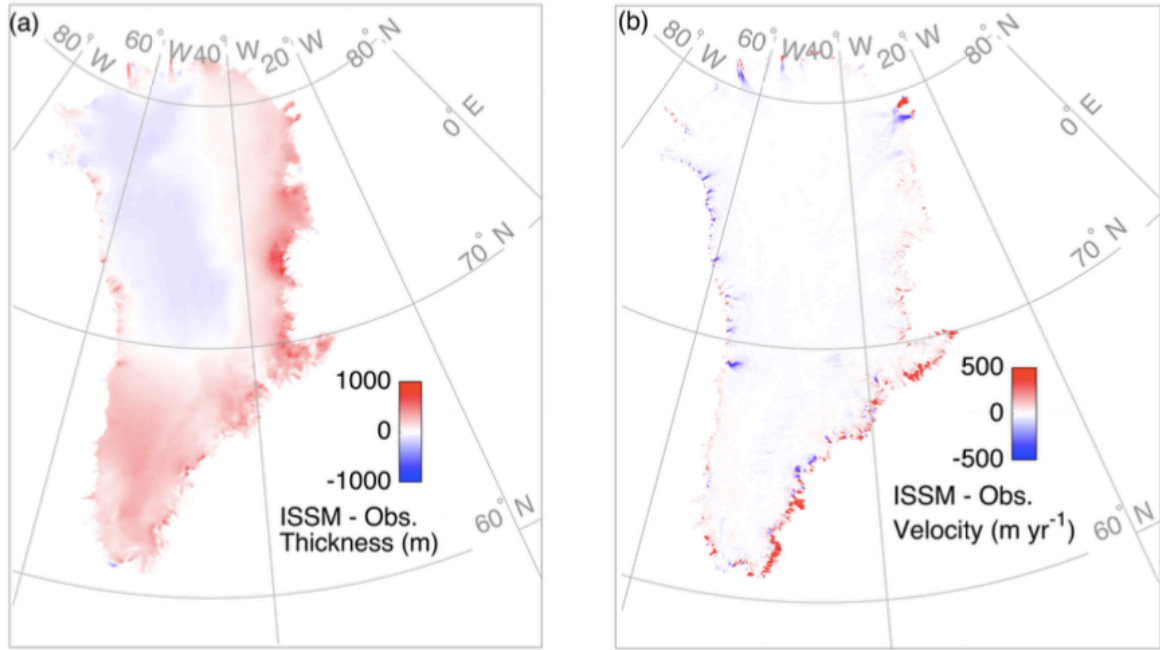 (a)
80° W
60° W
40° W
20° W
80° N
0° E
70° N
60° N
1000
0
-1000
ISSM - Obs.
Thickness (m)
(b)
80° W
60° W
40° W
20° W
80° N
0° E
70° N
60° N
500
0
-500
ISSM - Obs.
Velocity (m yr⁻¹)